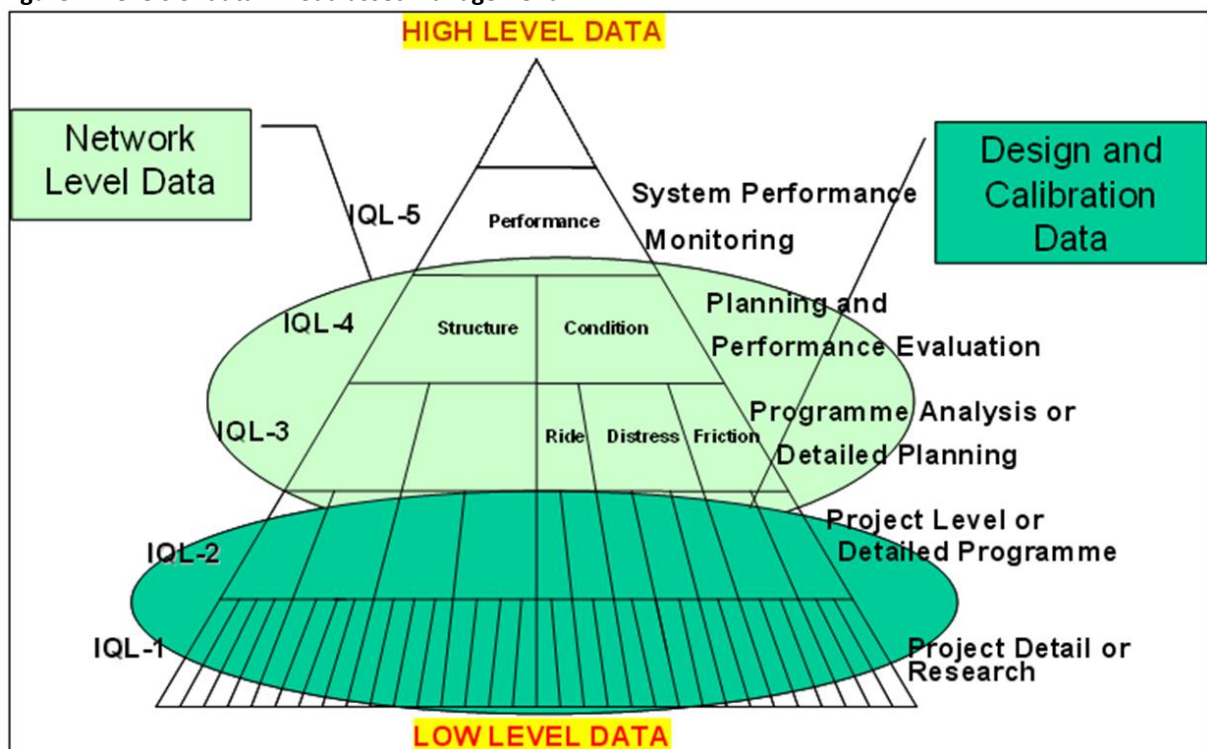 HIGH LEVEL DATA
Network
Level Data
Design and
Calibration
Data
IQL-5
Performance
System Performance
Monitoring
IQL-4
Structure
Condition
Planning and
Performance Evaluation
IQL-3
Ride
Distress
Friction
Programme Analysis or
Detailed Planning
IQL-2
Project Level or
Detailed Programme
IQL-1
Project Detail or
Research
LOW LEVEL DATA